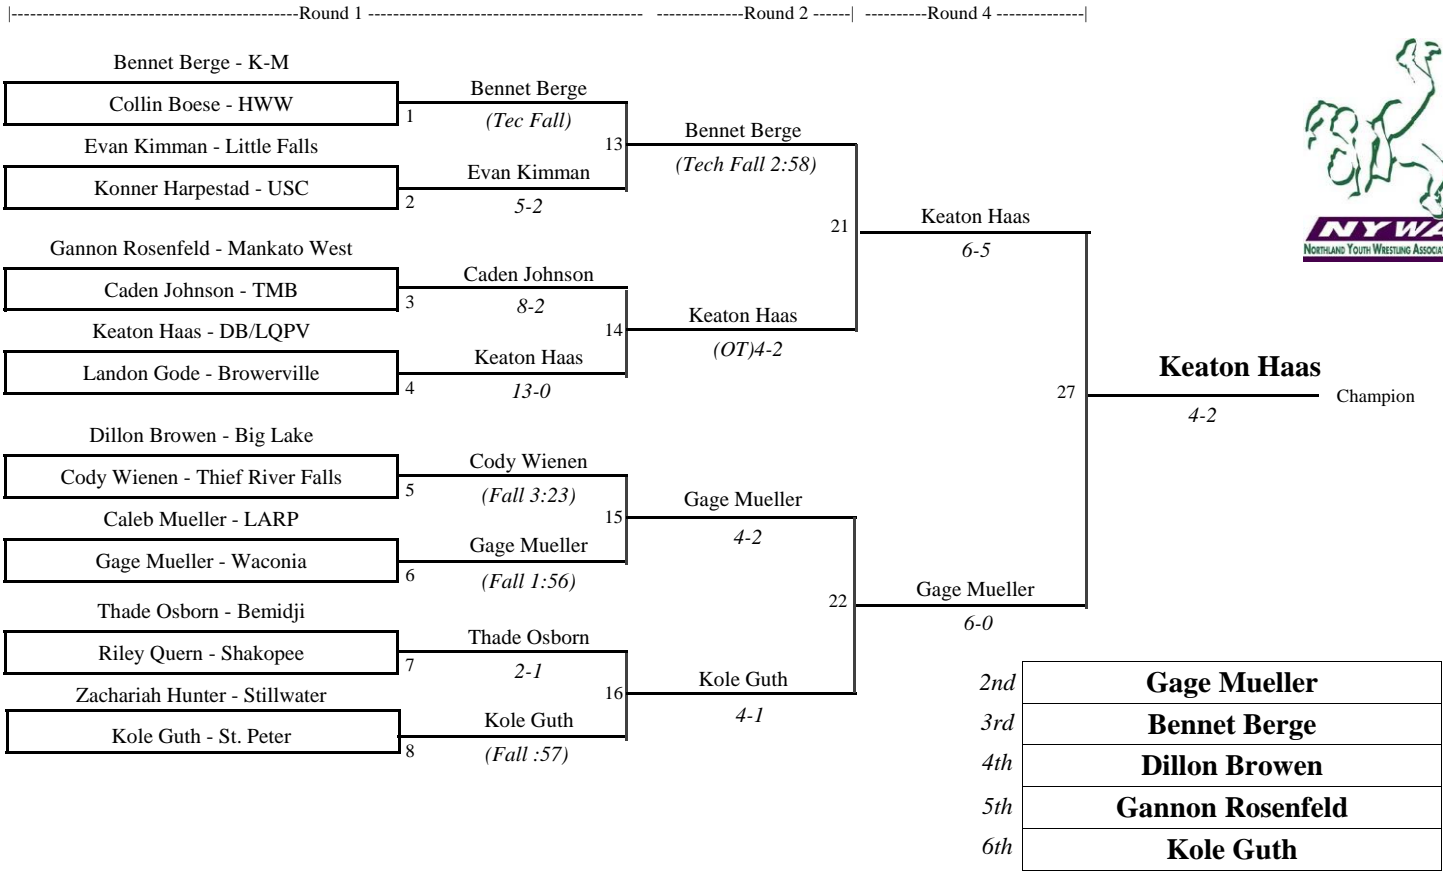 |----------------------------------------------Round 1 -------------------------------------------- --------------Round 2 ------| ----------Round 4 --------------|
Bennet Berge - K-M
Collin Boese - HWW
1
Evan Kimman - Little Falls
Konner Harpestad - USC
2
Gannon Rosenfeld - Mankato West
Caden Johnson - TMB
3
Keaton Haas - DB/LQPV
Landon Gode - Browerville
4
Dillon Browen - Big Lake
Cody Wienen - Thief River Falls
5
Caleb Mueller - LARP
Gage Mueller - Waconia
6
Thade Osborn - Bemidji
Riley Quern - Shakopee
7
Zachariah Hunter - Stillwater
Kole Guth - St. Peter
8
Bennet Berge
(Tec Fall)
13
Evan Kimman
5-2
Caden Johnson
8-2
14
Keaton Haas
13-0
Cody Wienen
(Fall 3:23)
15
Gage Mueller
(Fall 1:56)
Thade Osborn
2-1
16
Kole Guth
(Fall :57)
Bennet Berge
(Tech Fall 2:58)
21
Keaton Haas
(OT)4-2
Gage Mueller
4-2
22
Kole Guth
4-1
Keaton Haas
6-5
27
Gage Mueller
6-0
Keaton Haas
Champion
4-2
NYWA
NORTHLAND YOUTH WRESTLING
2nd Gage Mueller
3rd Bennet Berge
4th Dillon Browen
5th Gannon Rosenfeld
6th Kole Guth